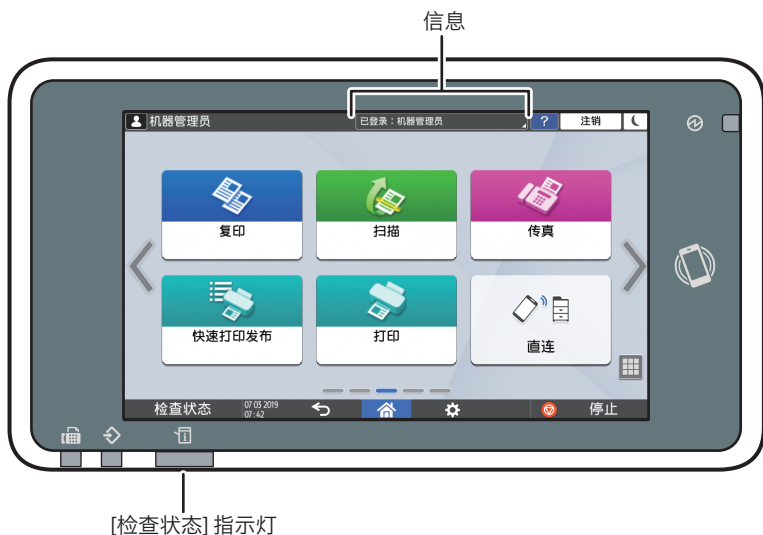 信息
机器管理员
已登录：机器管理员
?
注销
复印
扫描
传真
快速打印发布
打印
直连
检查状态
07 03 2019
07:42
停止
[检查状态] 指示灯